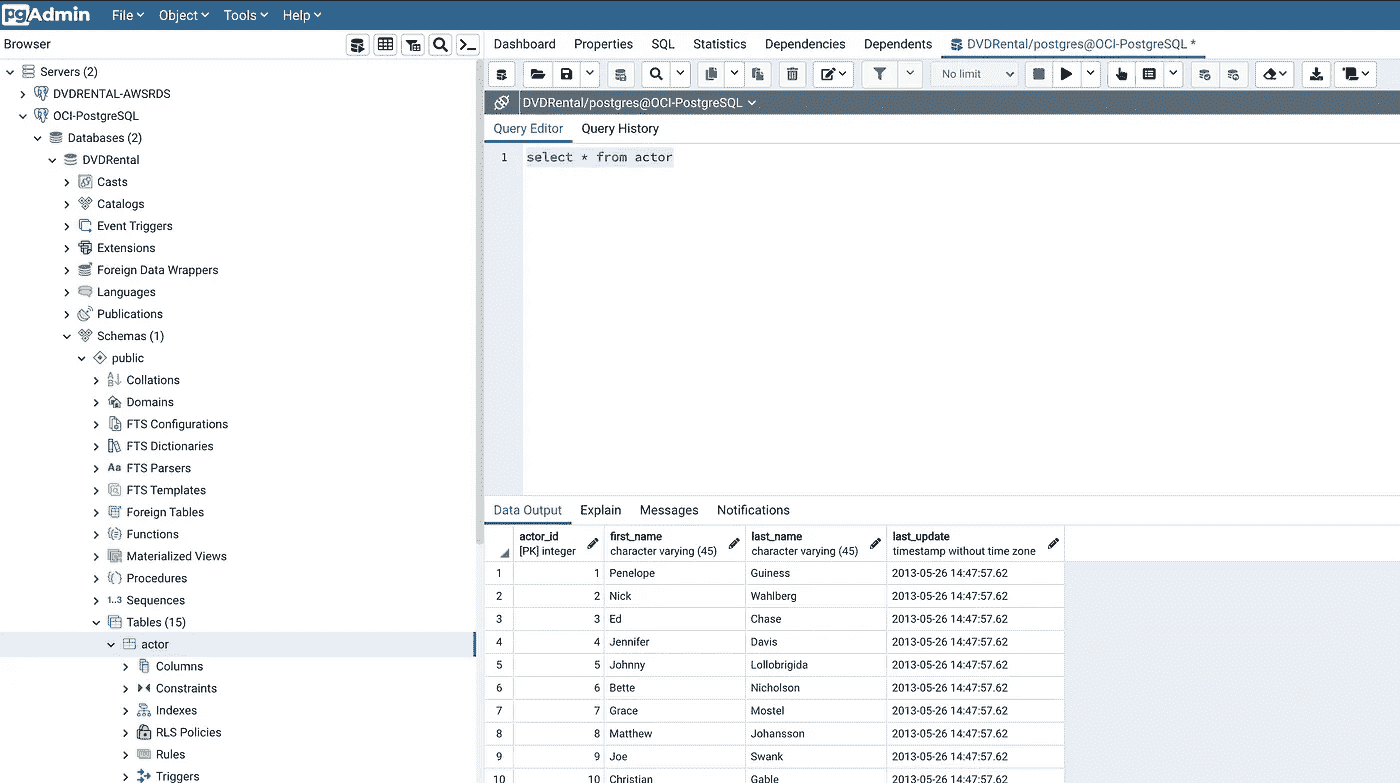 pgAdmin File Object Tools Help
Browser
Dashboard Properties SQL Statistics Dependencies Dependents DVDRental/postgres@OCI-PostgreSQL *
Servers (2)
DVDRENTAL-AWSRDS
OCI-PostgreSQL
Databases (2)
DVDRental
Casts
Catalogs
Event Triggers
Extensions
Foreign Data Wrappers
Languages
Publications
Schemas (1)
public
A↓
B
Collations
Domains
FTS Configurations
FTS Dictionaries
Aa FTS Parsers
FTS Templates
Foreign Tables
Functions
Materialized Views
Procedures
1..3 Sequences
Tables (15)
actor
Columns
Constraints
Indexes
RLS Policies
Rules
Triggers
No limit
DVDRental/postgres@OCI-PostgreSQL
Query Editor Query History
1 select * from actor
Data Output Explain Messages Notifications
actor_id first_name last_name last_update
[PK] integer character varying (45) character varying (45) timestamp without time zone
1 1 Penelope Guiness 2013-05-26 14:47:57.62
2 2 Nick Wahlberg 2013-05-26 14:47:57.62
3 3 Ed Chase 2013-05-26 14:47:57.62
4 4 Jennifer Davis 2013-05-26 14:47:57.62
5 5 Johnny Lollobrigida 2013-05-26 14:47:57.62
6 6 Bette Nicholson 2013-05-26 14:47:57.62
7 7 Grace Mostel 2013-05-26 14:47:57.62
8 8 Matthew Johansson 2013-05-26 14:47:57.62
9 9 Joe Swank 2013-05-26 14:47:57.62
10 10 Christian Gable 2013-05-26 14:47:57.62